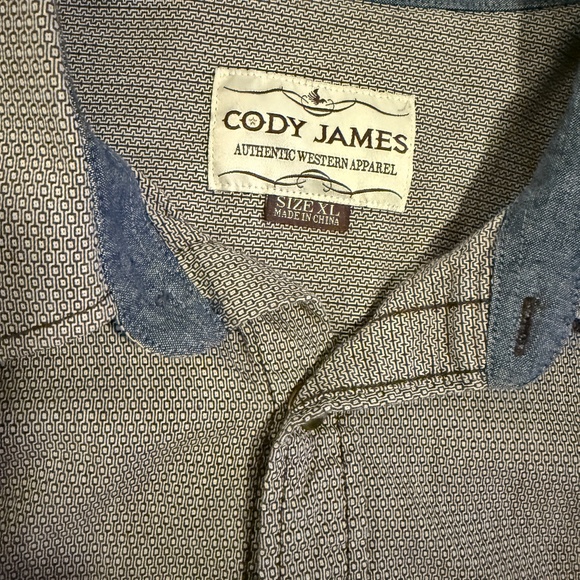 CODY JAMES
AUTHENTIC WESTERN APPAREL
SIZE XL
MADE IN CHINA